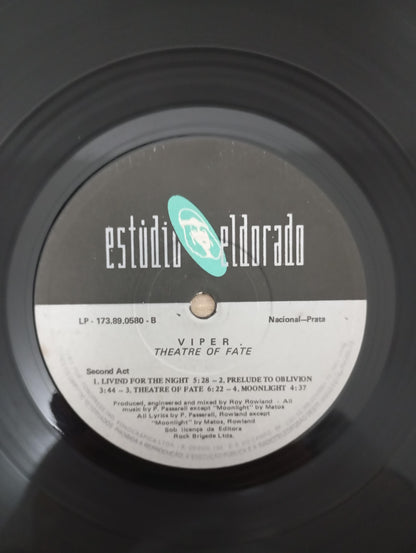 estúdio eldorado
LP - 173.89.0580 - B Nacional-Prata
VIPER
THEATRE OF FATE
Second Act
1. LIVIND FOR THE NIGHT 5:28 – 2, PRELUDE TO OBLIVION
3:44 – 3, THEATRE OF FATE 6:22 – 4, MOONLIGHT 4:37
Produced, engineered and mixed by Roy Rowland - All
music by P. Passarell except "Moonlight" by Matos
All Lyrics by P. Passarell, Rowland except
"Moonlight" by Matos, Rowland
Sob licença da Editora
Rock Brigade Ltda.